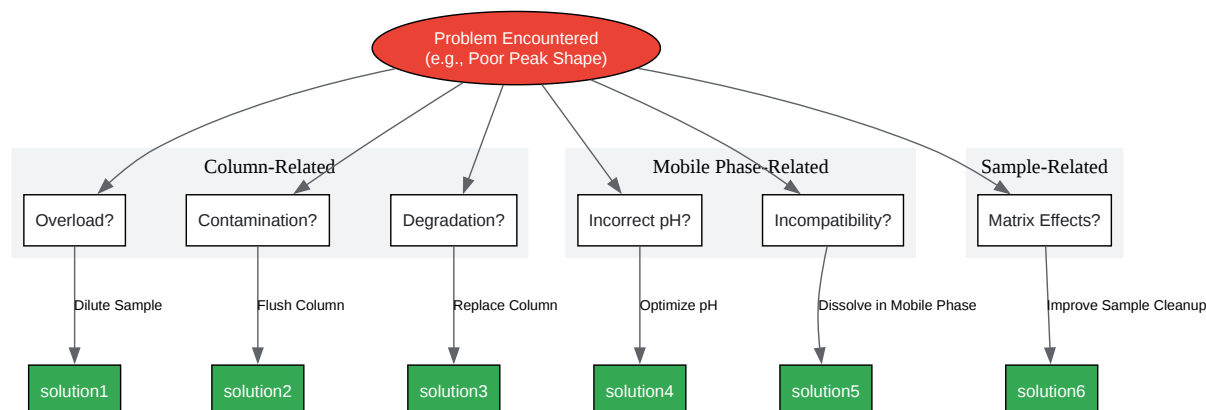 Problem Encountered
(e.g., Poor Peak Shape)
Column-Related
Mobile Phase-Related
Sample-Related
Overload?
Contamination?
Degradation?
Incorrect pH?
Incompatibility?
Matrix Effects?
Dilute Sample
Flush Column
Replace Column
Optimize pH
Dissolve in Mobile Phase
Improve Sample Cleanup
solution1
solution2
solution3
solution4
solution5
solution6